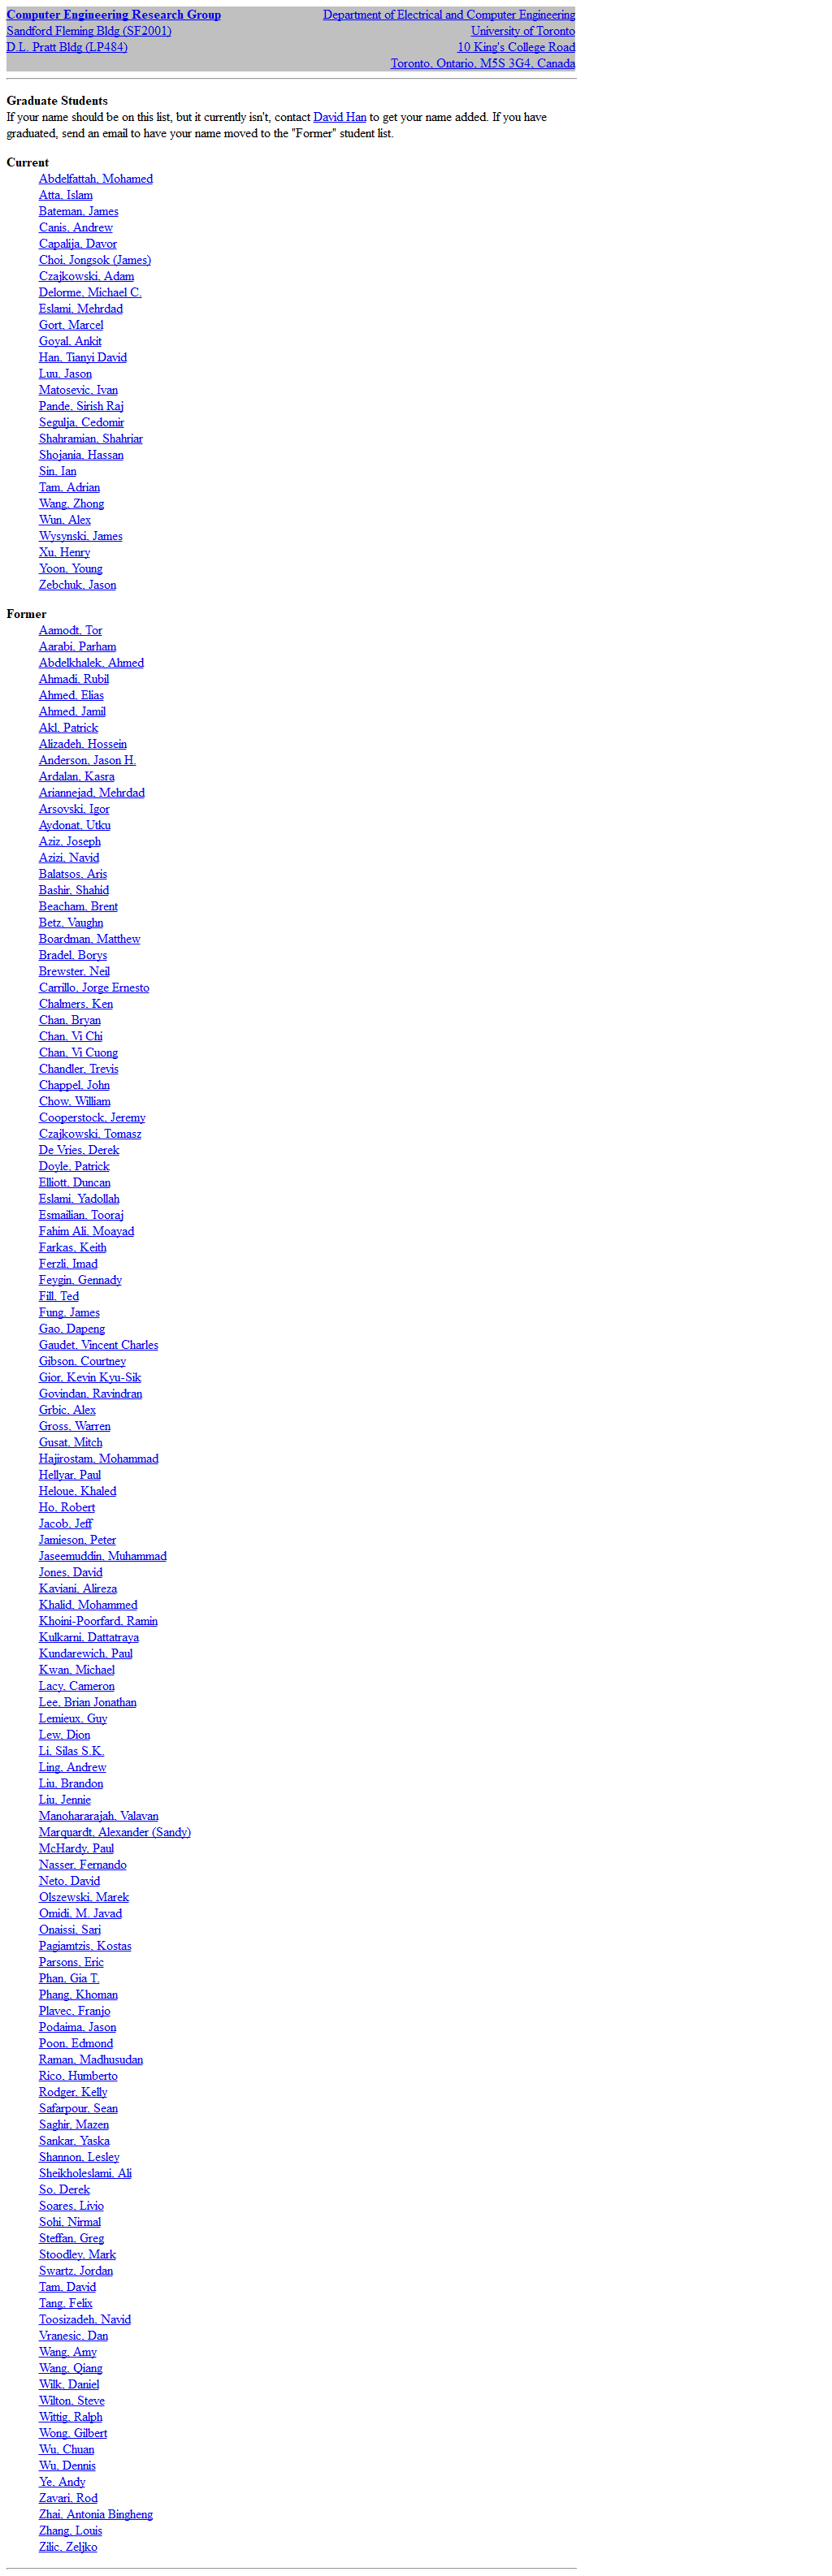 Computer Engineering Research Group Department of Electrical and Computer Engineering
Sandford Fleming Bldg (SF2001) University of Toronto
D.L. Pratt Bldg (LP484) 10 King's College Road
Toronto, Ontario, M5S 3G4, Canada
Graduate Students
If your name should be on this list, but it currently isn't, contact David Han to get your name added. If you have
graduated, send an email to have your name moved to the "Former" student list.
Current
Abdelfattah, Mohamed
Atta, Islam
Bateman, James
Canis, Andrew
Capalija, Davor
Choi, Jongsok (James)
Czajkowski, Adam
Delorme, Michael C.
Eslami, Mehrdad
Gort, Marcel
Goyal, Ankit
Han, Tianyi David
Luu, Jason
Matosevic, Ivan
Pande, Sirish Raj
Segulja, Cedomir
Shahramian, Shahriar
Shojania, Hassan
Sin, Ian
Tam, Adrian
Wang, Zhong
Wun, Alex
Wysynski, James
Xu, Henry
Yoon, Young
Zebchuk, Jason
Former
Aamodt, Tor
Aarabi, Parham
Abdelkhalek, Ahmed
Ahmadi, Rubil
Ahmed, Elias
Ahmed, Jamil
Akl, Patrick
Alizadeh, Hossein
Anderson, Jason H.
Ardalan, Kasra
Ariannejad, Mehrdad
Arsovski, Igor
Aydonat, Utku
Aziz, Joseph
Azizi, Navid
Balatsos, Aris
Bashir, Shahid
Beacham, Brent
Betz, Vaughn
Boardman, Matthew
Bradel, Borys
Brewster, Neil
Carrillo, Jorge Ernesto
Chalmers, Ken
Chan, Bryan
Chan, Vi Chi
Chan, Vi Cuong
Chandler, Trevis
Chappel, John
Chow, William
Cooperstock, Jeremy
Czajkowski, Tomasz
De Vries, Derek
Doyle, Patrick
Elliott, Duncan
Eslami, Yadollah
Esmailian, Tooraj
Fahim Ali, Moayad
Farkas, Keith
Ferzli, Imad
Feygin, Gennady
Fill, Ted
Fung, James
Gao, Dapeng
Gaudet, Vincent Charles
Gibson, Courtney
Gior, Kevin Kyu-Sik
Govindan, Ravindran
Grbic, Alex
Gross, Warren
Gusat, Mitch
Hajirostam, Mohammad
Hellyar, Paul
Heloue, Khaled
Ho, Robert
Jacob, Jeff
Jamieson, Peter
Jaseemuddin, Muhammad
Jones, David
Kaviani, Alireza
Khalid, Mohammed
Khoini-Poorfard, Ramin
Kulkarni, Dattatraya
Kundarewich, Paul
Kwan, Michael
Lacy, Cameron
Lee, Brian Jonathan
Lemieux, Guy
Lew, Dion
Li, Silas S.K.
Ling, Andrew
Liu, Brandon
Liu, Jennie
Manohararajah, Valavan
Marquardt, Alexander (Sandy)
McHardy, Paul
Nasser, Fernando
Neto, David
Olszewski, Marek
Omidi, M. Javad
Onaissi, Sari
Pagiamtzis, Kostas
Parsons, Eric
Phan, Gia T.
Phang, Khoman
Plavec, Franjo
Podaima, Jason
Poon, Edmond
Raman, Madhusudan
Rico, Humberto
Rodger, Kelly
Safarpour, Sean
Saghir, Mazen
Sankar, Yaska
Shannon, Lesley
Sheikholeslami, Ali
So, Derek
Soares, Livio
Sohi, Nirmal
Steffan, Greg
Stoodley, Mark
Swartz, Jordan
Tam, David
Tang, Felix
Toosizadeh, Navid
Vranesic, Dan
Wang, Amy
Wang, Qiang
Wilk, Daniel
Wilton, Steve
Wittig, Ralph
Wong, Gilbert
Wu, Chuan
Wu, Dennis
Ye, Andy
Zavari, Rod
Zhai, Antonia Bingheng
Zhang, Louis
Zilic, Zeljko